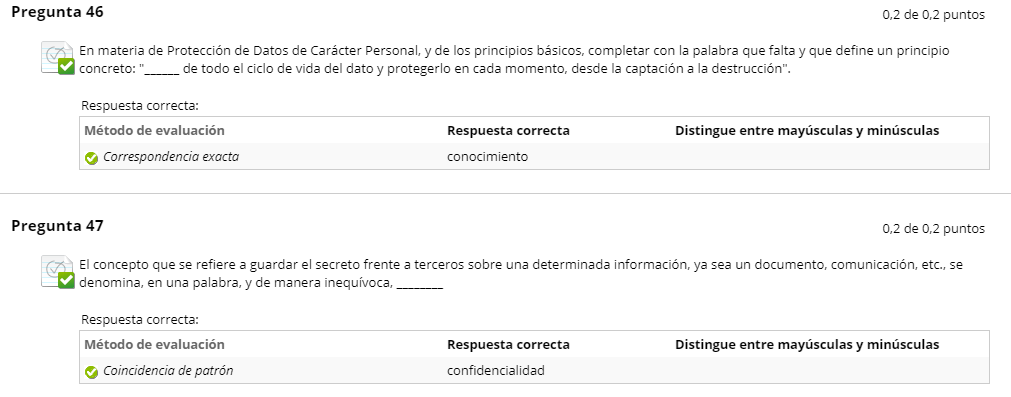 Pregunta 46
0,2 de 0,2 puntos
En materia de Protección de Datos de Carácter Personal, y de los principios básicos, completar con la palabra que falta y que define un principio
concreto: "______ de todo el ciclo de vida del dato y protegerlo en cada momento, desde la captación a la destrucción".
Respuesta correcta:
Método de evaluación Respuesta correcta Distingue entre mayúsculas y minúsculas
Correspondencia exacta conocimiento
Pregunta 47
0,2 de 0,2 puntos
El concepto que se refiere a guardar el secreto frente a terceros sobre una determinada información, ya sea un documento, comunicación, etc., se
denomina, en una palabra, y de manera inequívoca, ________
Respuesta correcta:
Método de evaluación Respuesta correcta Distingue entre mayúsculas y minúsculas
Coincidencia de patrón confidencialidad